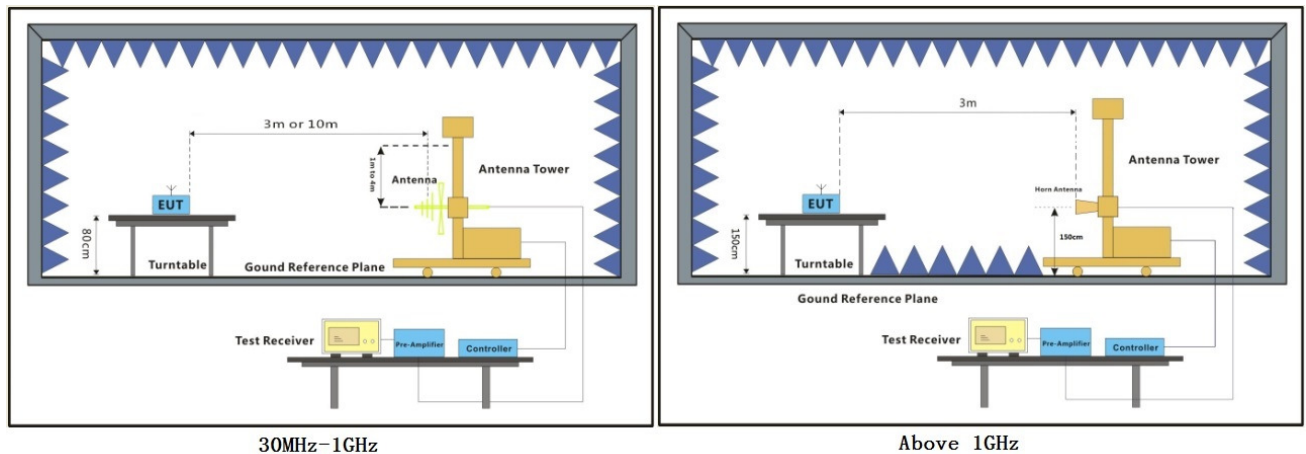 3m or 10m
1m to 4m
Antenna
Antenna Tower
EUT
80cm
Turntable
Gound Reference Plane
Test Receiver
Pre-Amplifier
Controller
30MHz-1GHz
3m
Antenna Tower
Horn Antenna
EUT
150cm
150cm
Turntable
Gound Reference Plane
Test Receiver
Pre-Amplifier
Controller
Above 1GHz